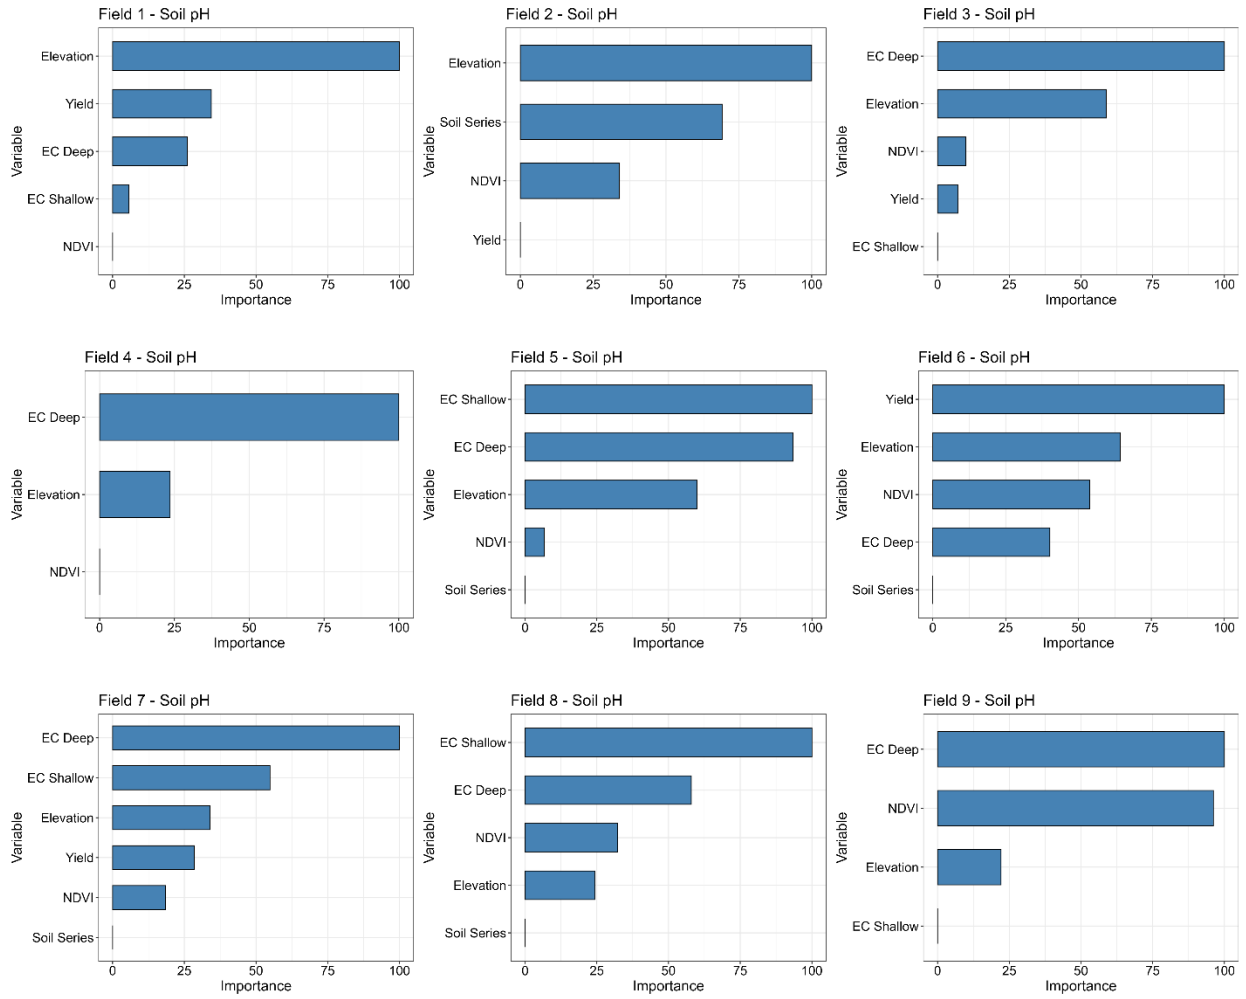 Field 1 - Soil pH
Variable
Elevation
Yield
EC Deep
EC Shallow
NDVI
0 25 50 75 100
Importance
Field 2 - Soil pH
Variable
Elevation
Soil Series
NDVI
Yield
0 25 50 75 100
Importance
Field 3 - Soil pH
Variable
EC Deep
Elevation
NDVI
Yield
EC Shallow
0 25 50 75 100
Importance
Field 4 - Soil pH
Variable
EC Deep
Elevation
NDVI
0 25 50 75 100
Importance
Field 5 - Soil pH
Variable
EC Shallow
EC Deep
Elevation
NDVI
Soil Series
0 25 50 75 100
Importance
Field 6 - Soil pH
Variable
Yield
Elevation
NDVI
EC Deep
Soil Series
0 25 50 75 100
Importance
Field 7 - Soil pH
Variable
EC Deep
EC Shallow
Elevation
Yield
NDVI
Soil Series
0 25 50 75 100
Importance
Field 8 - Soil pH
Variable
EC Shallow
EC Deep
NDVI
Elevation
Soil Series
0 25 50 75 100
Importance
Field 9 - Soil pH
Variable
EC Deep
NDVI
Elevation
EC Shallow
0 25 50 75 100
Importance